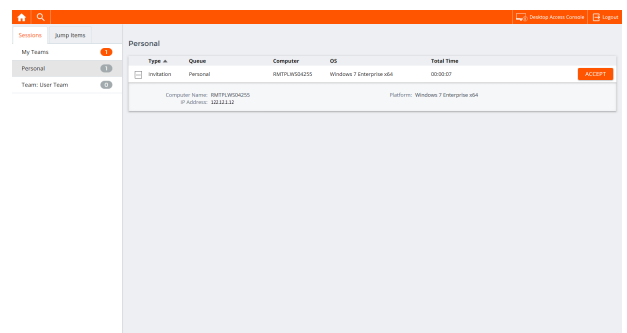 Desktop Access Console Logout
Sessions Jump Items
My Teams 1
Personal 1
Team: User Team 0
Personal
Type Queue Computer OS Total Time
Invitation Personal RMTPLWS04255 Windows 7 Enterprise x64 00:00:07 ACCEPT
Computer Name: RMTPLWS04255 Platform: Windows 7 Enterprise x64
IP Address: 122.12.1.12